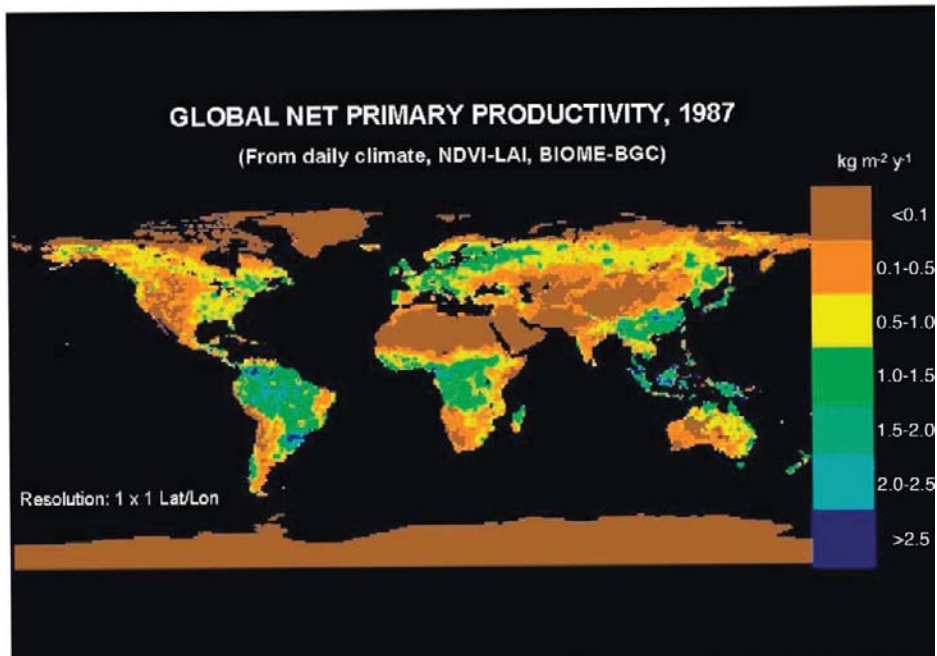 GLOBAL NET PRIMARY PRODUCTIVITY, 1987
(From daily climate, NDVI-LAI, BIOME-BGC)
kg m⁻² y⁻¹
<0.1
0.1-0.5
0.5-1.0
1.0-1.5
1.5-2.0
2.0-2.5
>2.5
Resolution: 1 x 1 Lat/Lon